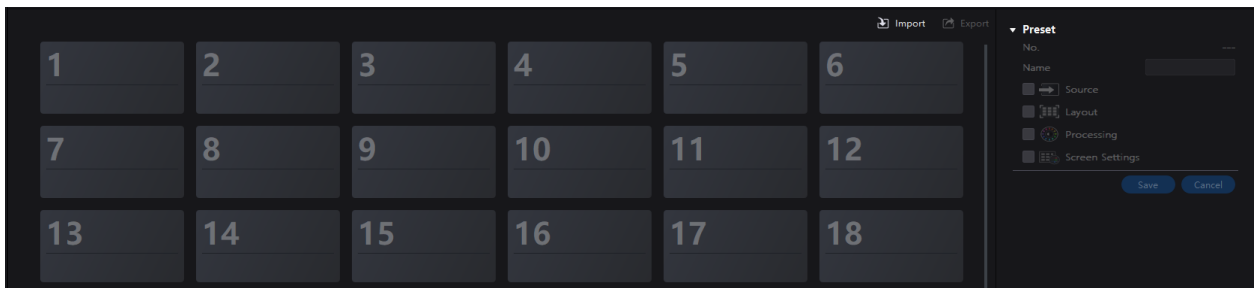 Import Export
1 2 3 4 5 6
7 8 9 10 11 12
13 14 15 16 17 18
Preset
No. ---
Name
Source
Layout
Processing
Screen Settings
Save Cancel